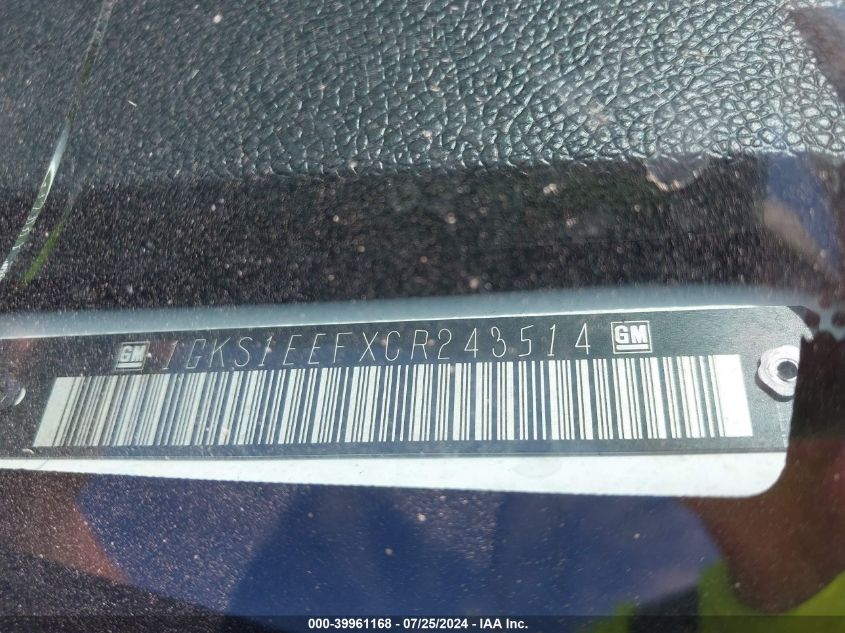 GM 1GKS1EEFXCR243514 GM
000-39961168 - 07/25/2024 - IAA Inc.